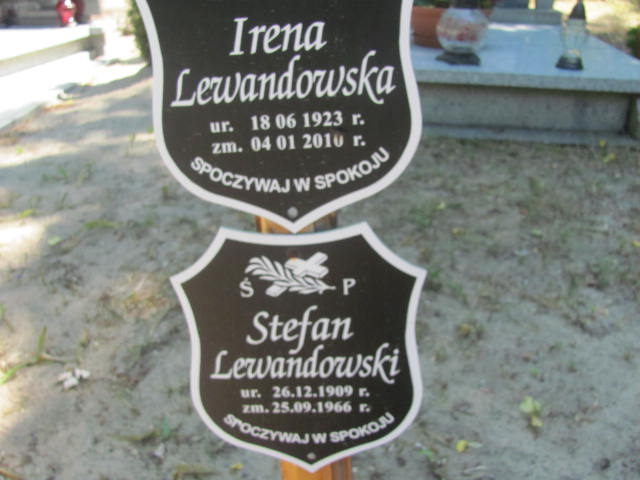 Irena
Lewandowska
ur. 18 06 1923 r.
zm. 04 01 2010 r.
SPOCZYWAJ W SPOKOJU
Ś P
Stefan
Lewandowski
ur. 26.12.1909 r.
zm. 25.09.1966 r.
SPOCZYWAJ W SPOKOJU